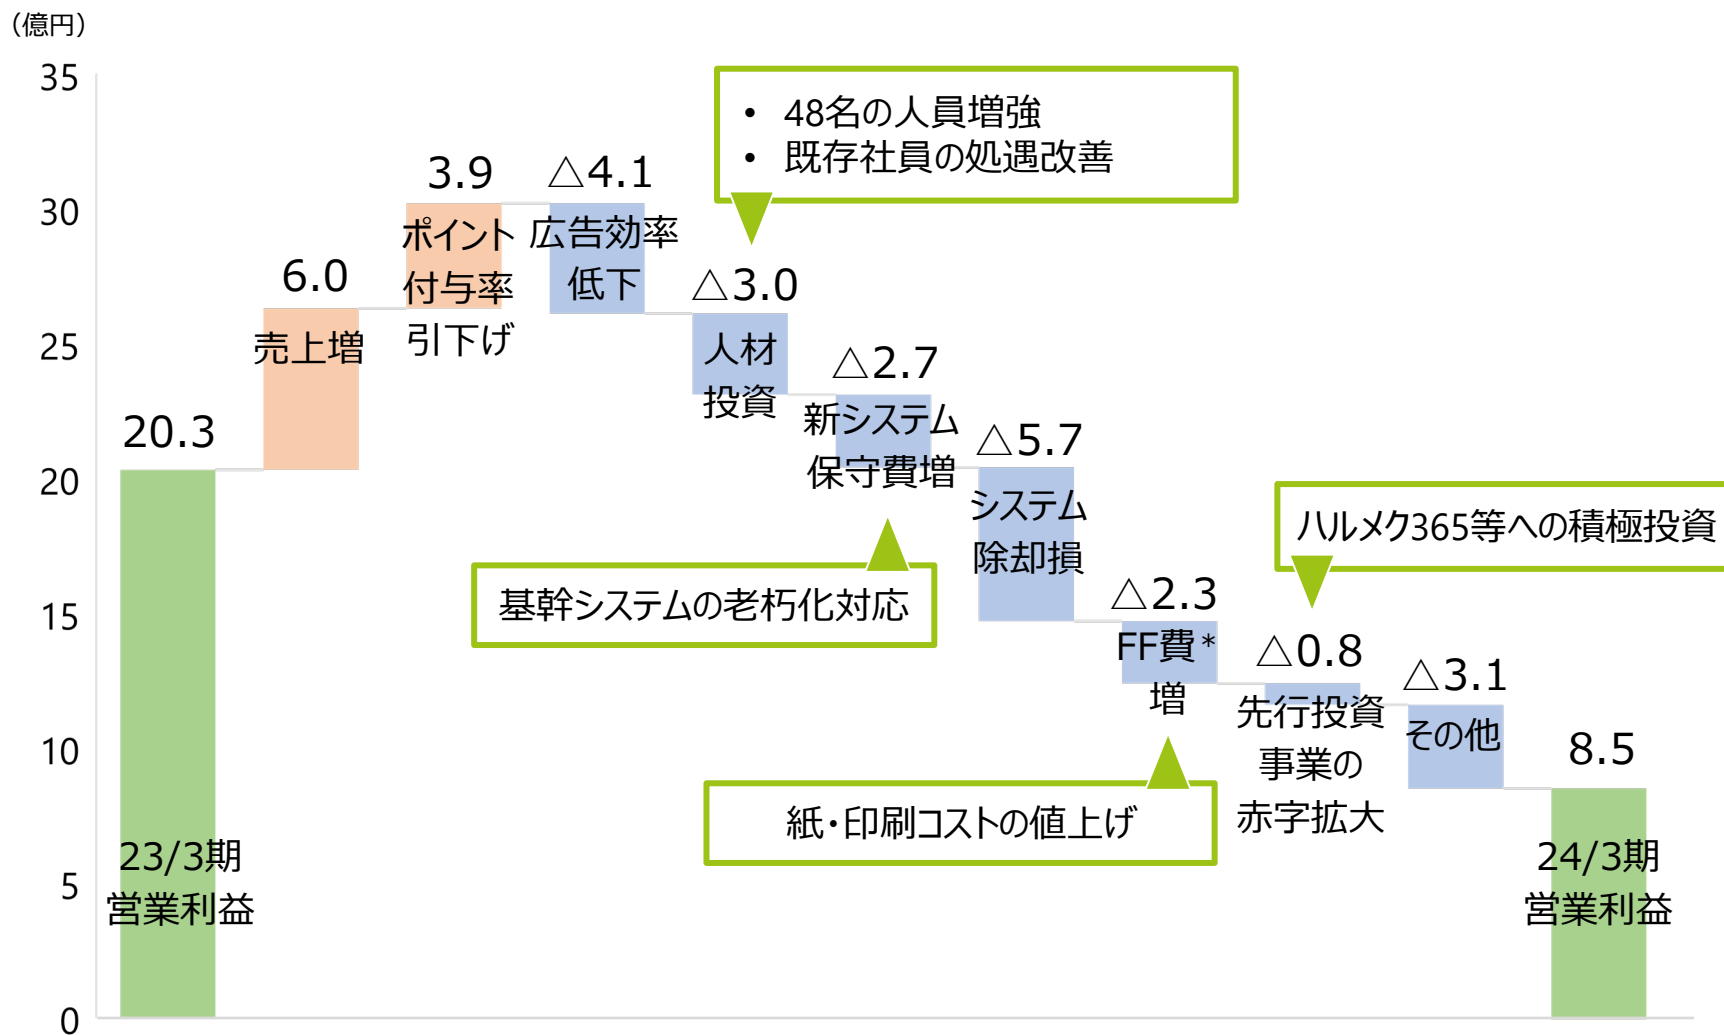 （億円）
35
30
25
20
15
10
5
0
20.3
23/3期
営業利益
6.0
売上増
3.9
ポイント
付与率
引下げ
△4.1
広告効率
低下
• 48名の人員増強
• 既存社員の処遇改善
△3.0
人材
投資
△2.7
新システム
保守費増
基幹システムの老朽化対応
△5.7
システム
除却損
△2.3
FF費*
増
紙・印刷コストの値上げ
ハルメク365等への積極投資
△0.8
先行投資
事業の
赤字拡大
△3.1
その他
8.5
24/3期
営業利益